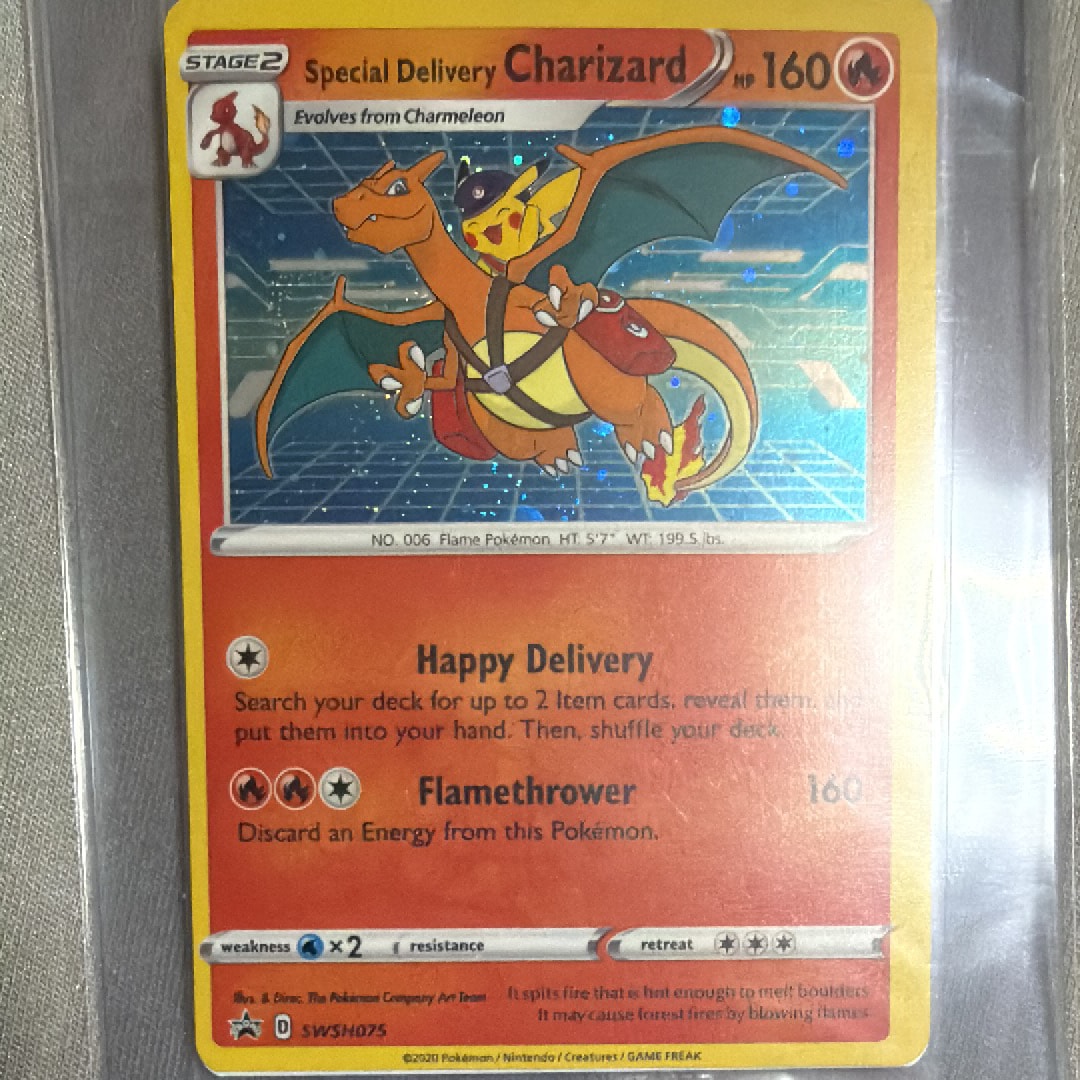 STAGE 2
Special Delivery Charizard HP 160
Evolves from Charmeleon
NO. 006 Flame Pokémon HT: 5'7" WT: 199.5 lbs.
Happy Delivery
Search your deck for up to 2 Item cards, reveal them, and
put them into your hand. Then, shuffle your deck.
Flamethrower 160
Discard an Energy from this Pokémon.
weakness ×2 resistance retreat
Illus. & Direc. The Pokémon Company Art Team
It spits fire that is hot enough to melt boulders.
It may cause forest fires by blowing flames.
D SWSH075
©2020 Pokémon / Nintendo / Creatures / GAME FREAK